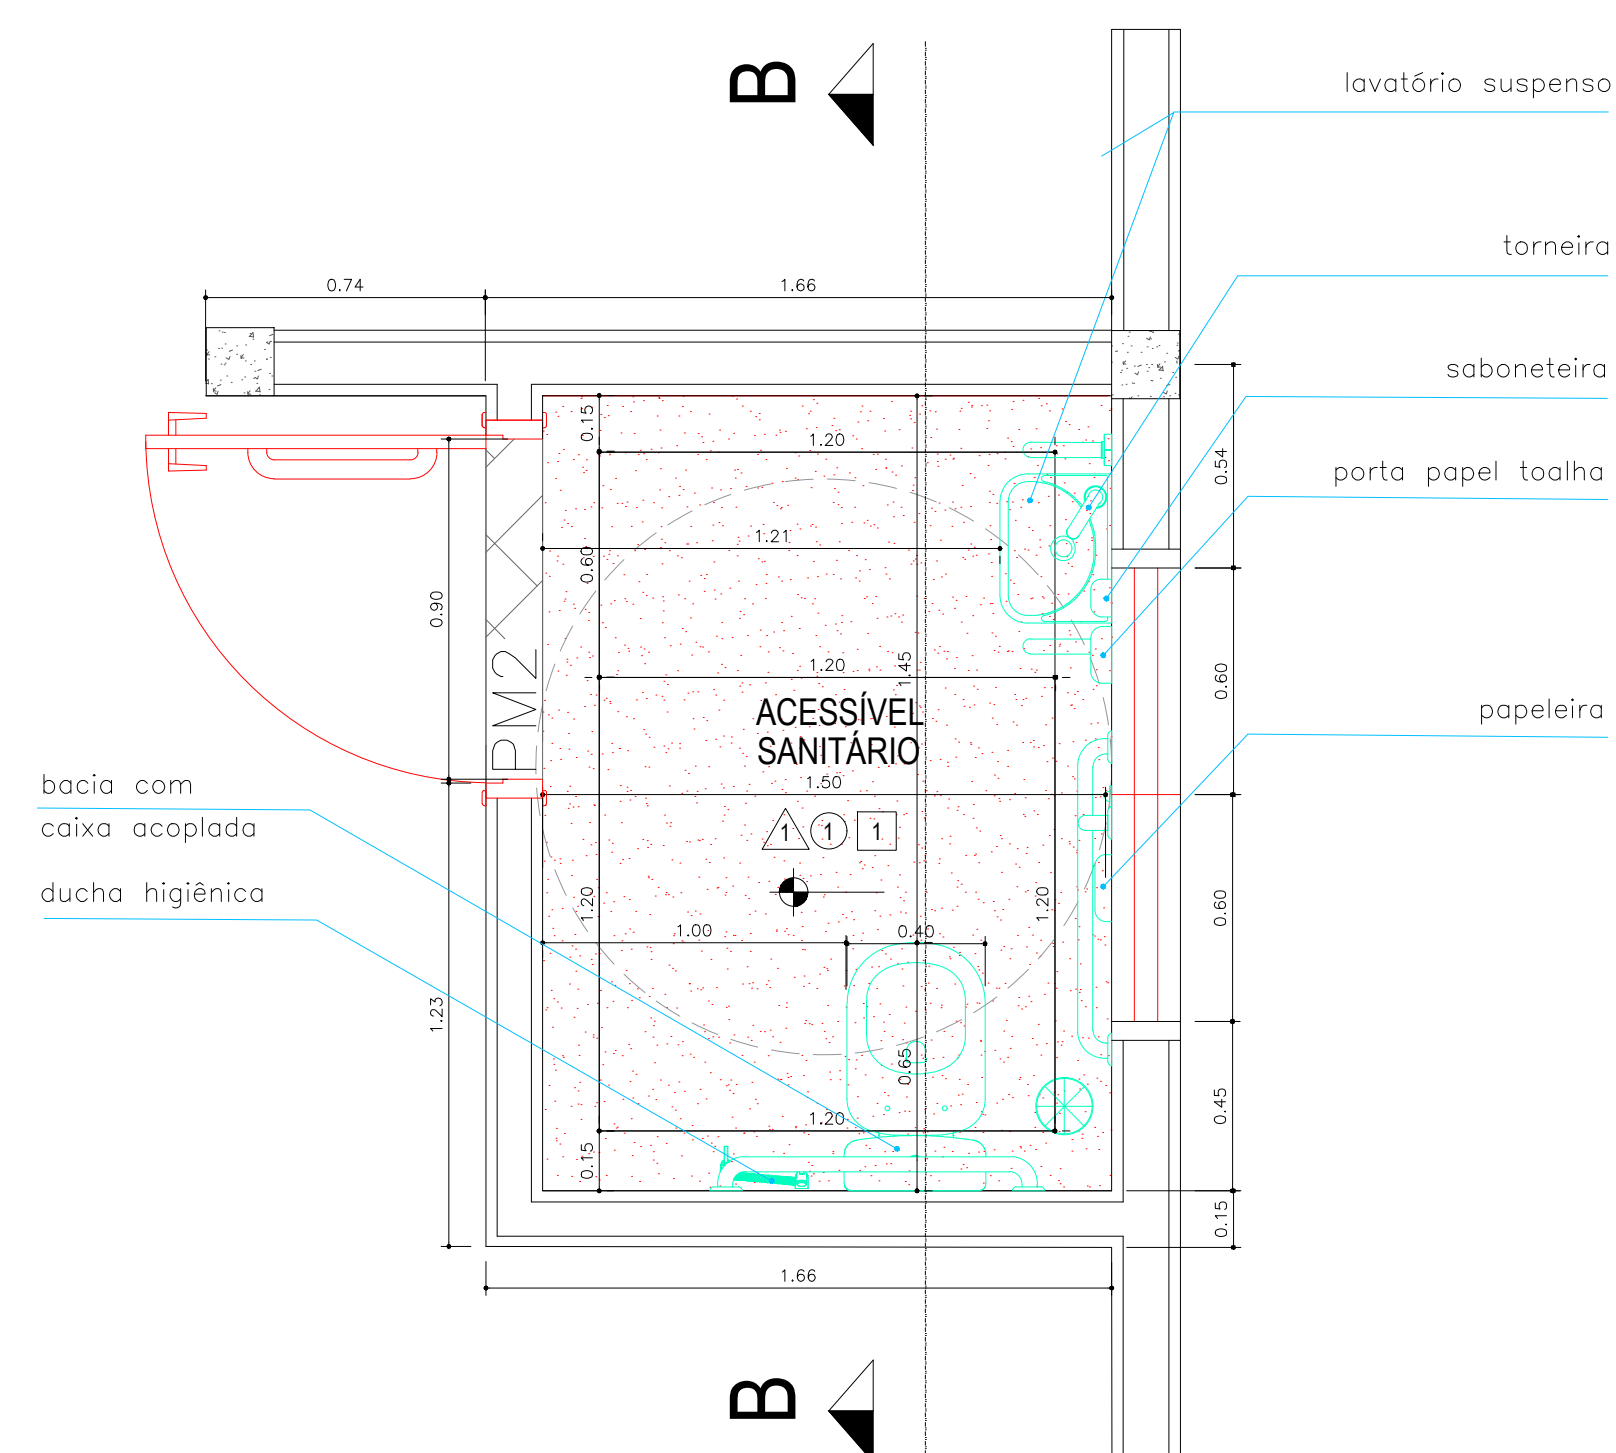 B
lavatório suspenso
torneira
0.74
1.66
saboneteira
0.15
1.20
0.54
porta papel toalha
1.21
0.60
0.90
1.20
1.45
0.60
PM2
papeleira
ACESSÍVEL
SANITÁRIO
1.50
bacia com
caixa acoplada
1 1 1
ducha higiênica
1.20
1.20
0.60
1.00
0.40
1.23
0.65
0.45
1.20
0.15
0.15
1.66
B